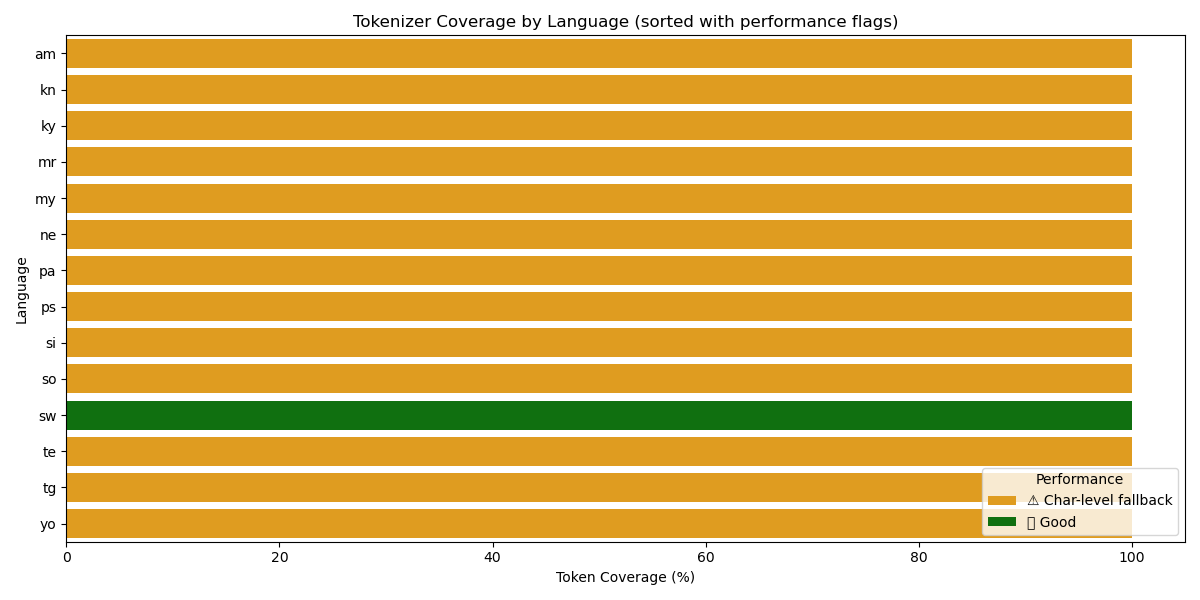 Tokenizer Coverage by Language (sorted with performance flags)
Language
am
kn
ky
mr
my
ne
pa
ps
si
so
sw
te
tg
yo
Performance
⚠ Char-level fallback
Good
0 20 40 60 80 100
Token Coverage (%)